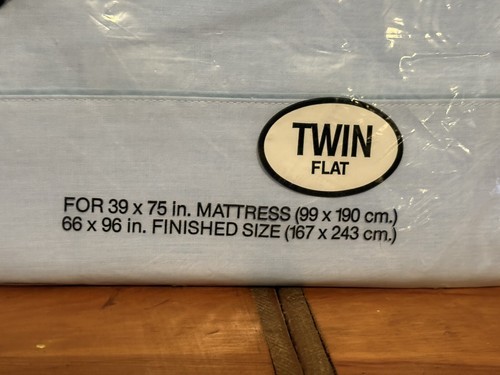 TWIN
FLAT
FOR 39 x 75 in. MATTRESS (99 x 190 cm.)
66 x 96 in. FINISHED SIZE (167 x 243 cm.)